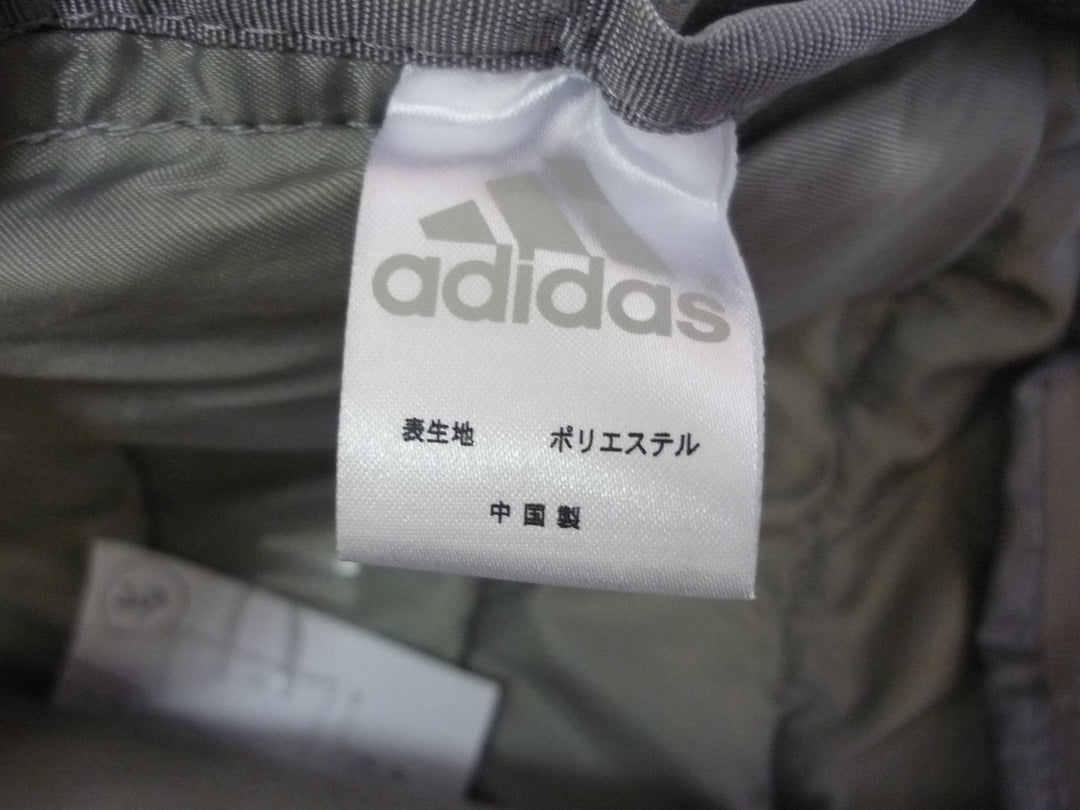 adidas
表生地 ポリエステル
中国製